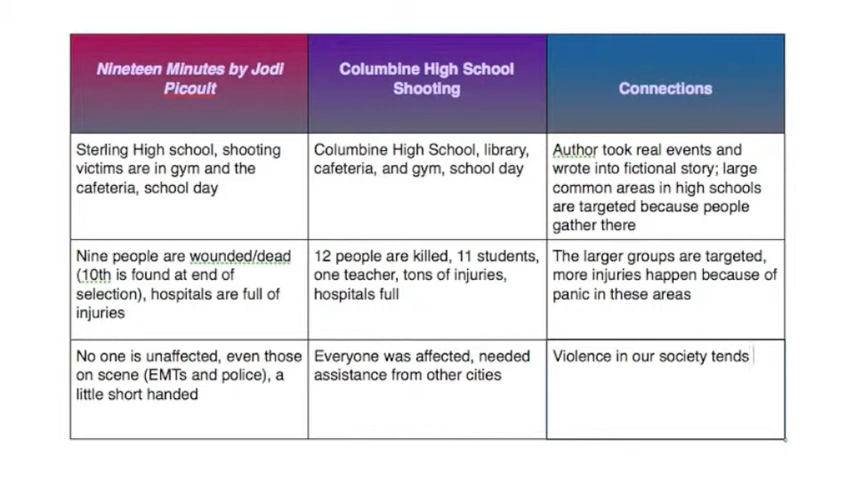 Nineteen Minutes by Jodi
Picoult
Columbine High School
Shooting
Connections
Sterling High school, shooting
victims are in gym and the
cafeteria, school day
Columbine High School, library,
cafeteria, and gym, school day
Author took real events and
wrote into fictional story; large
common areas in high schools
are targeted because people
gather there
Nine people are wounded/dead
(10th is found at end of
selection), hospitals are full of
injuries
12 people are killed, 11 students,
one teacher, tons of injuries,
hospitals full
The larger groups are targeted,
more injuries happen because of
panic in these areas
No one is unaffected, even those
on scene (EMTs and police), a
little short handed
Everyone was affected, needed
assistance from other cities
Violence in our society tends